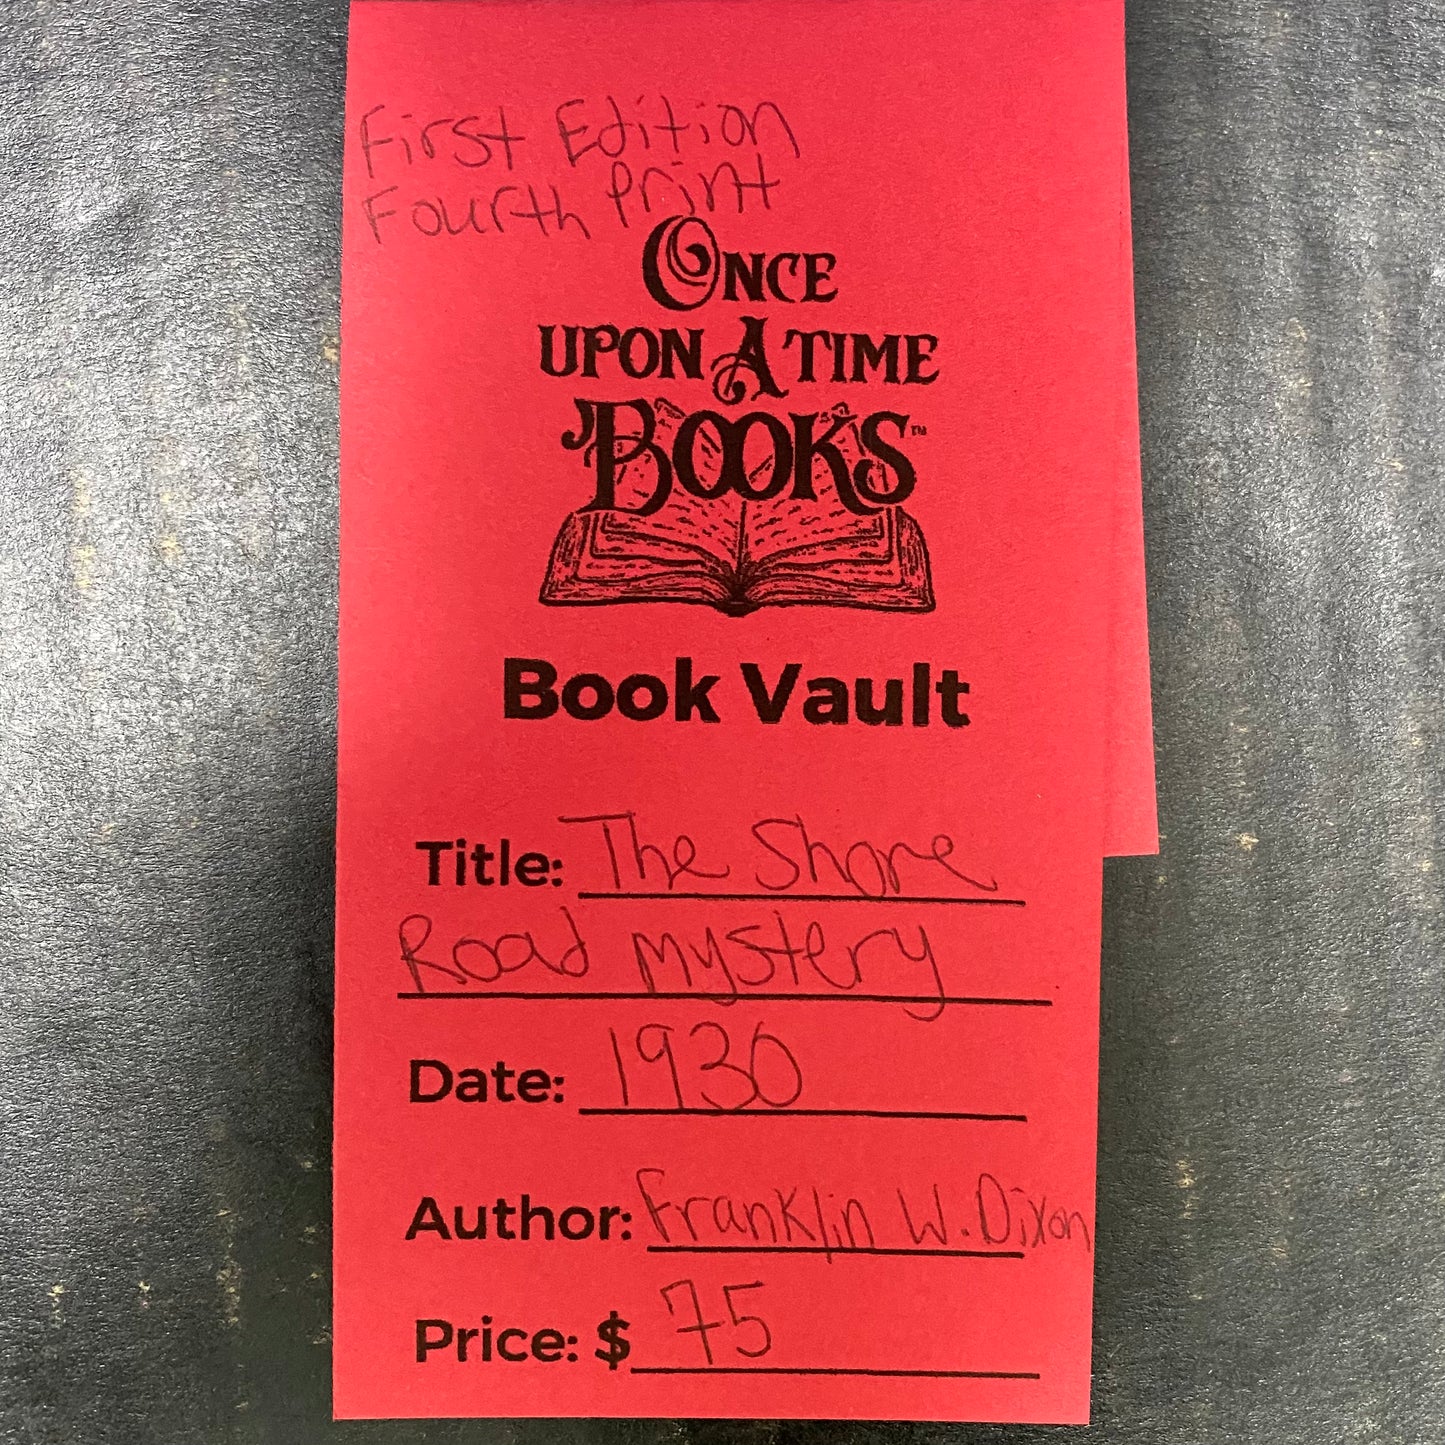 First Edition
Fourth Print
ONCE
UPON A TIME
BOOKS™
Book Vault
Title: The Shore
Road Mystery
Date: 1930
Author: Franklin W. Dixon
Price: $ 75